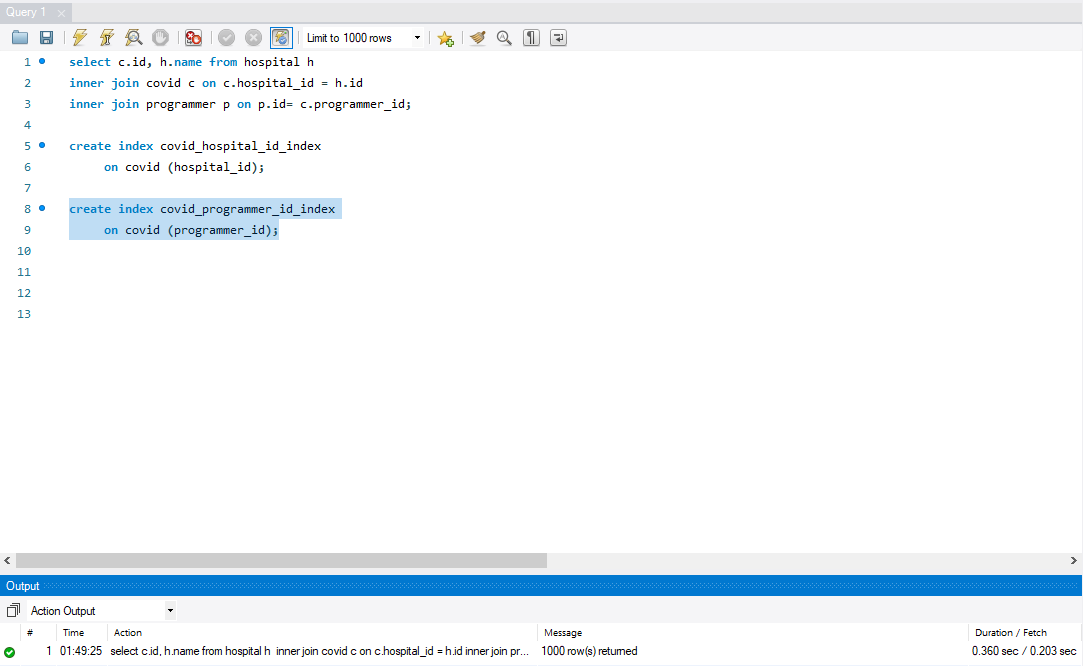 Query 1
Limit to 1000 rows
1 select c.id, h.name from hospital h
2 inner join covid c on c.hospital_id = h.id
3 inner join programmer p on p.id= c.programmer_id;
4
5 create index covid_hospital_id_index
6 on covid (hospital_id);
7
8 create index covid_programmer_id_index
9 on covid (programmer_id);
10
11
12
13
Output
Action Output
# Time Action Message Duration / Fetch
1 01:49:25 select c.id, h.name from hospital h inner join covid c on c.hospital_id = h.id inner join pr... 1000 row(s) returned 0.360 sec / 0.203 sec